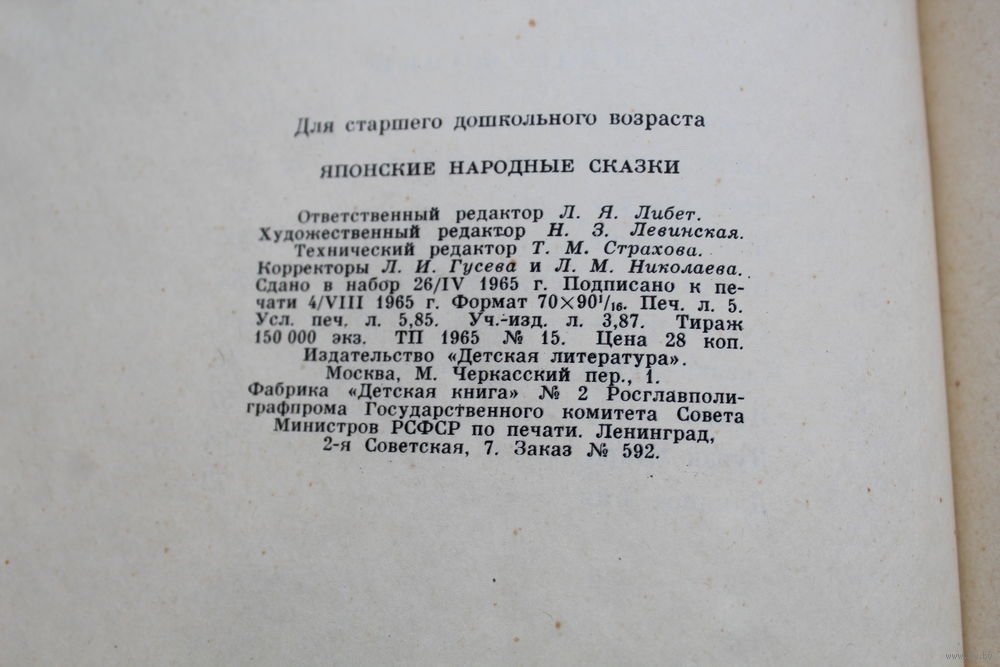 Для старшего дошкольного возраста
ЯПОНСКИЕ НАРОДНЫЕ СКАЗКИ
Ответственный редактор Л. Я. Либет.
Художественный редактор Н. З. Левинская.
Технический редактор Т. М. Страхова.
Корректоры Л. И. Гусева и Л. М. Николаева.
Сдано в набор 26/IV 1965 г. Подписано к пе-
чати 4/VIII 1965 г. Формат 70×90¹/₁₆. Печ. л. 5.
Усл. печ. л. 5,85. Уч.-изд. л. 3,87. Тираж
150 000 экз. ТП 1965 № 15. Цена 28 коп.
Издательство «Детская литература».
Москва, М. Черкасский пер., 1.
Фабрика «Детская книга» № 2 Росглавполи-
графпрома Государственного комитета Совета
Министров РСФСР по печати. Ленинград,
2-я Советская, 7. Заказ № 592.